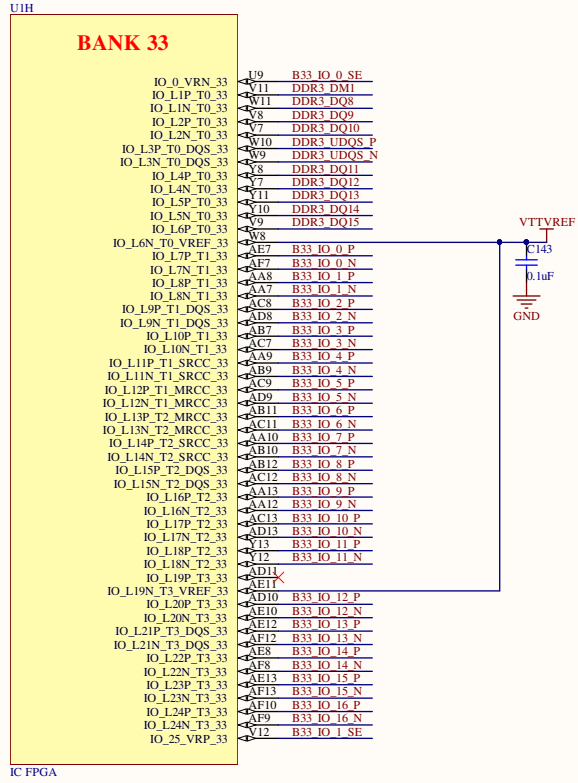 U1H
BANK 33
IO_0_VRN_33 U9 B33_IO_0_SE
IO_L1P_T0_33 V11 DDR3_DM1
IO_L1N_T0_33 W11 DDR3_DQ8
IO_L2P_T0_33 V8 DDR3_DQ9
IO_L2N_T0_33 V7 DDR3_DQ10
IO_L3P_T0_DQS_33 W10 DDR3_UDQS_P
IO_L3N_T0_DQS_33 W9 DDR3_UDQS_N
IO_L4P_T0_33 Y8 DDR3_DQ11
IO_L4N_T0_33 Y7 DDR3_DQ12
IO_L5P_T0_33 Y11 DDR3_DQ13
IO_L5N_T0_33 Y10 DDR3_DQ14
IO_L6P_T0_33 V9 DDR3_DQ15
VTTVREF
IO_L6N_T0_VREF_33 W8
C143
IO_L7P_T1_33 AE7 B33_IO_0_P
IO_L7N_T1_33 AF7 B33_IO_0_N
IO_L8P_T1_33 AA8 B33_IO_1_P
0.1uF
IO_L8N_T1_33 AA7 B33_IO_1_N
IO_L9P_T1_DQS_33 AC8 B33_IO_2_P
IO_L9N_T1_DQS_33 AD8 B33_IO_2_N
GND
IO_L10P_T1_33 AB7 B33_IO_3_P
IO_L10N_T1_33 AC7 B33_IO_3_N
IO_L11P_T1_SRCC_33 AA9 B33_IO_4_P
IO_L11N_T1_SRCC_33 AB9 B33_IO_4_N
IO_L12P_T1_MRCC_33 AC9 B33_IO_5_P
IO_L12N_T1_MRCC_33 AD9 B33_IO_5_N
IO_L13P_T2_MRCC_33 AB11 B33_IO_6_P
IO_L13N_T2_MRCC_33 AC11 B33_IO_6_N
IO_L14P_T2_SRCC_33 AA10 B33_IO_7_P
IO_L14N_T2_SRCC_33 AB10 B33_IO_7_N
IO_L15P_T2_DQS_33 AB12 B33_IO_8_P
IO_L15N_T2_DQS_33 AC12 B33_IO_8_N
IO_L16P_T2_33 AA13 B33_IO_9_P
IO_L16N_T2_33 AA12 B33_IO_9_N
IO_L17P_T2_33 AC13 B33_IO_10_P
IO_L17N_T2_33 AD13 B33_IO_10_N
IO_L18P_T2_33 Y13 B33_IO_11_P
IO_L18N_T2_33 Y12 B33_IO_11_N
IO_L19P_T3_33 AD11
IO_L19N_T3_VREF_33 AE11
IO_L20P_T3_33 AD10 B33_IO_12_P
IO_L20N_T3_33 AE10 B33_IO_12_N
IO_L21P_T3_DQS_33 AE12 B33_IO_13_P
IO_L21N_T3_DQS_33 AF12 B33_IO_13_N
IO_L22P_T3_33 AE8 B33_IO_14_P
IO_L22N_T3_33 AF8 B33_IO_14_N
IO_L23P_T3_33 AE13 B33_IO_15_P
IO_L23N_T3_33 AF13 B33_IO_15_N
IO_L24P_T3_33 AF10 B33_IO_16_P
IO_L24N_T3_33 AF9 B33_IO_16_N
IO_25_VRP_33 V12 B33_IO_1_SE
IC FPGA